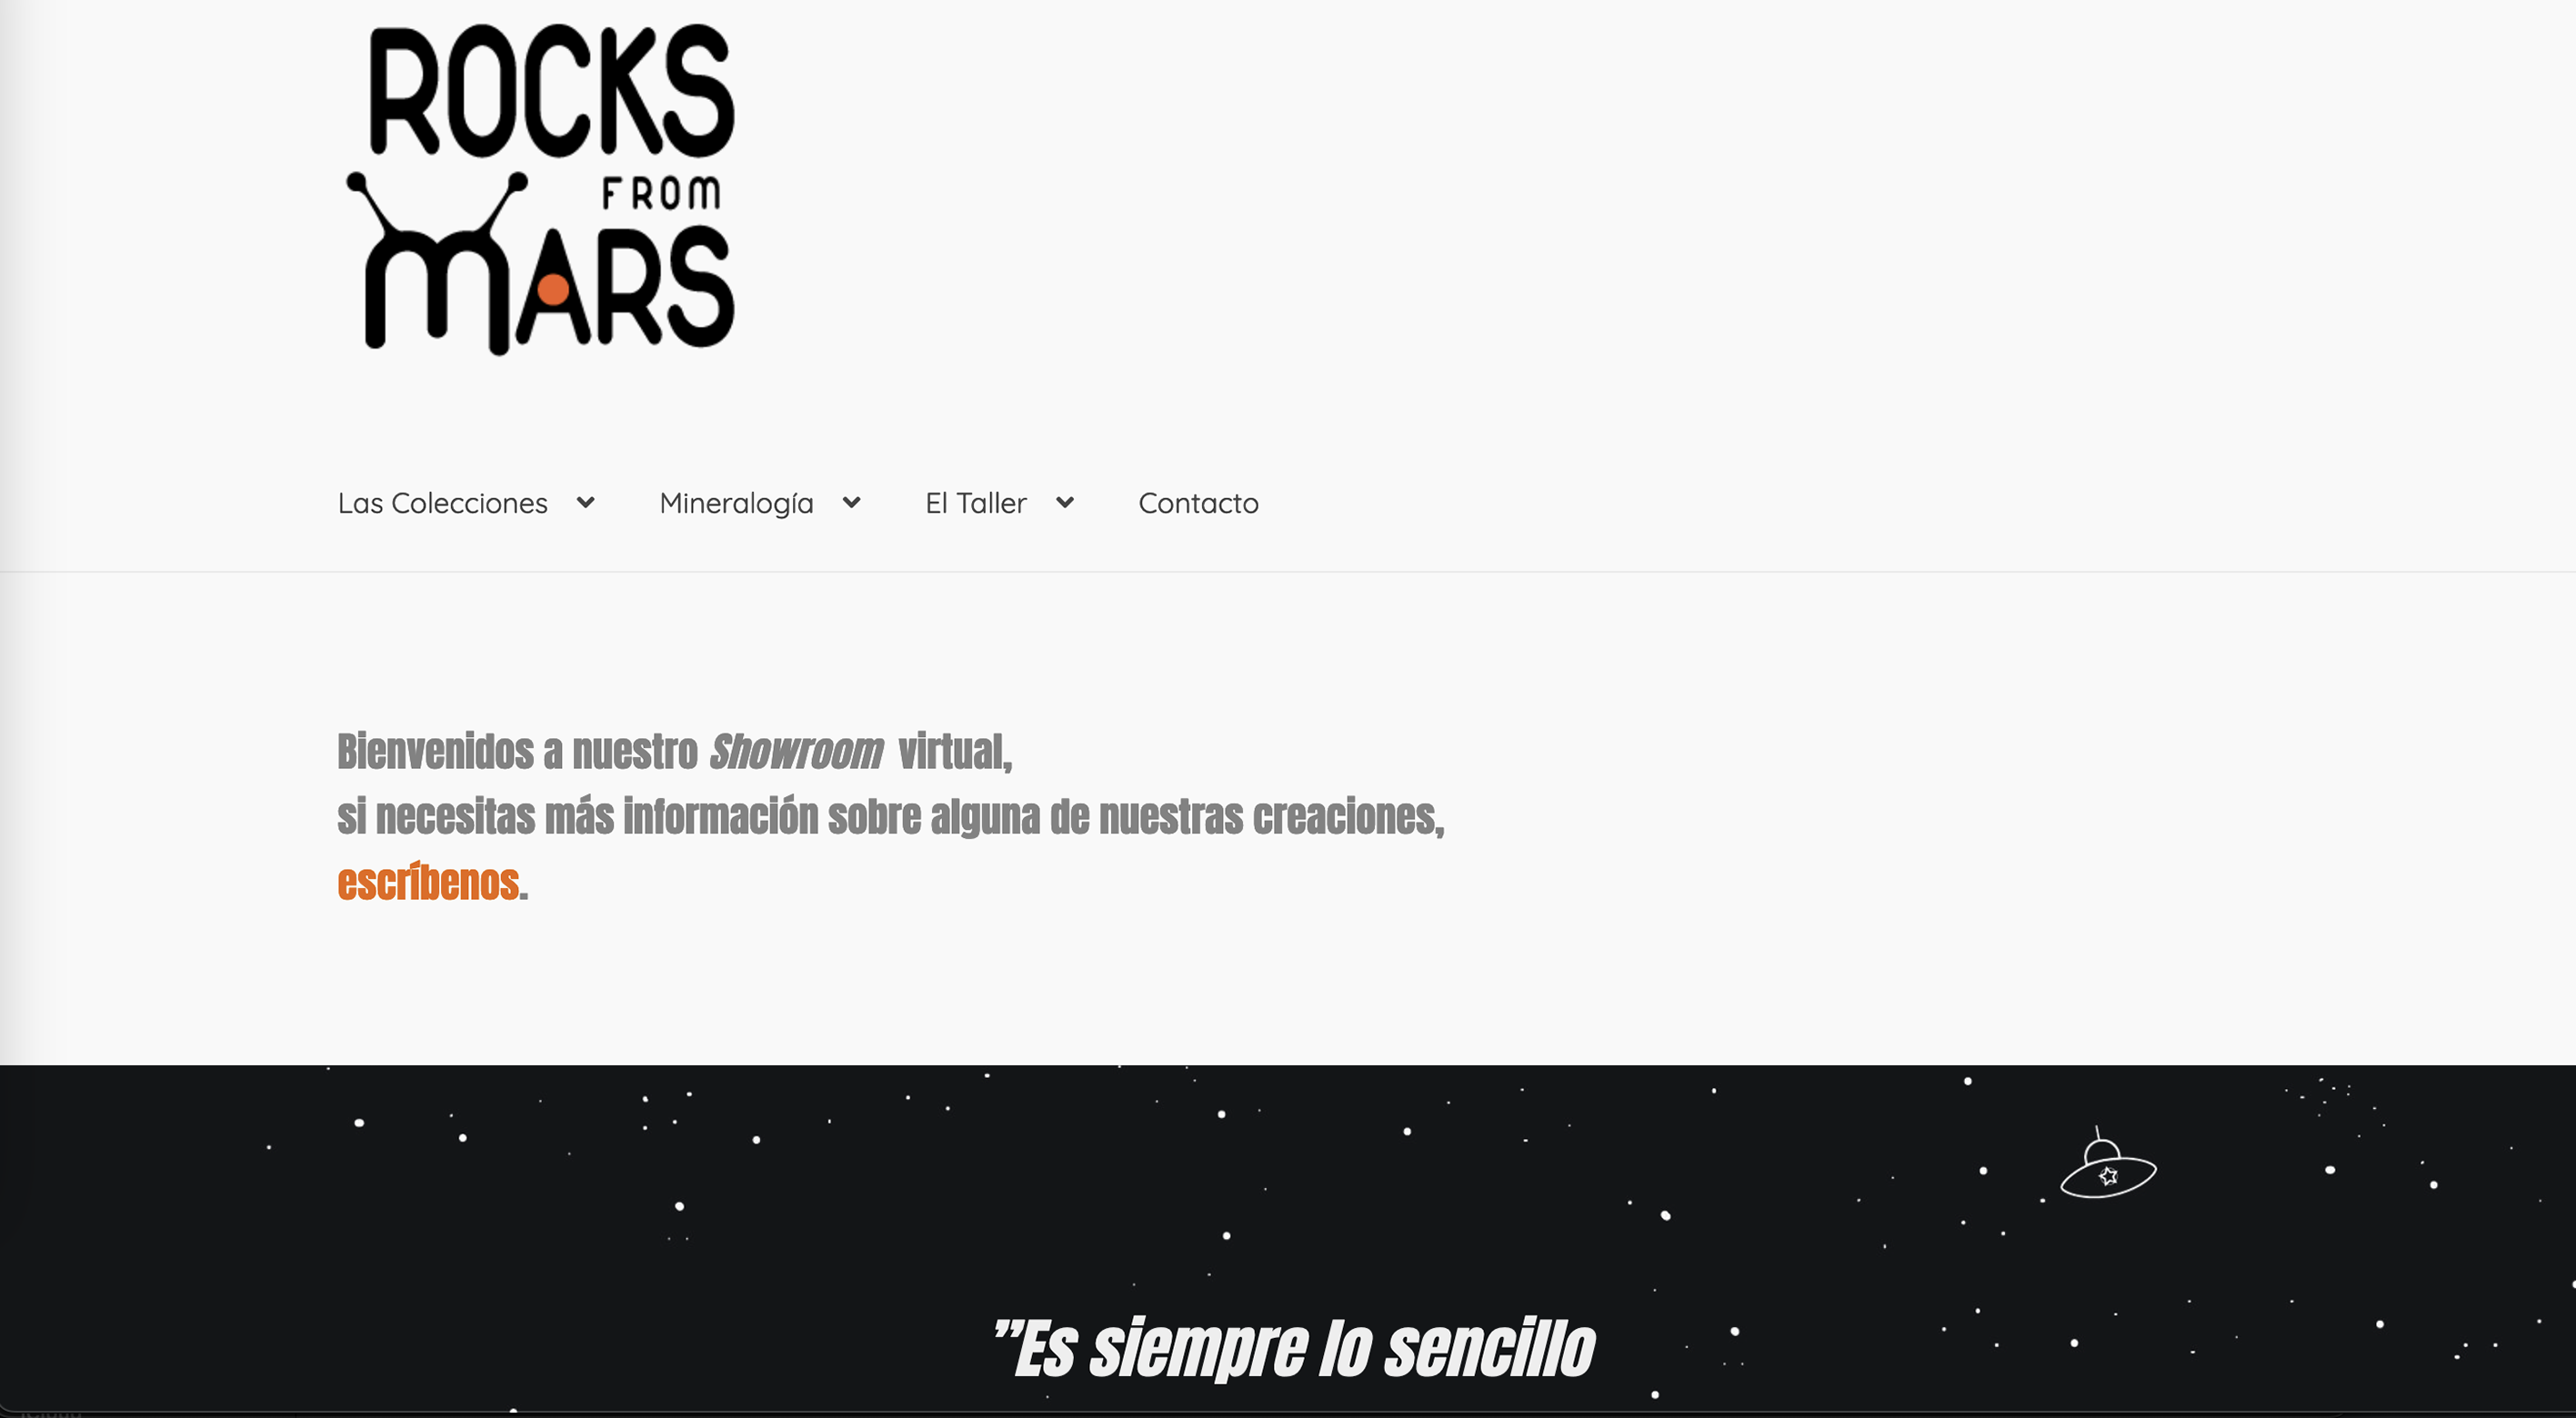 ROCKS
FROM
MARS
Las Colecciones
Mineralogía
El Taller
Contacto
Bienvenidos a nuestro Showroom virtual,
si necesitas más información sobre alguna de nuestras creaciones,
escríbenos.
”Es siempre lo sencillo